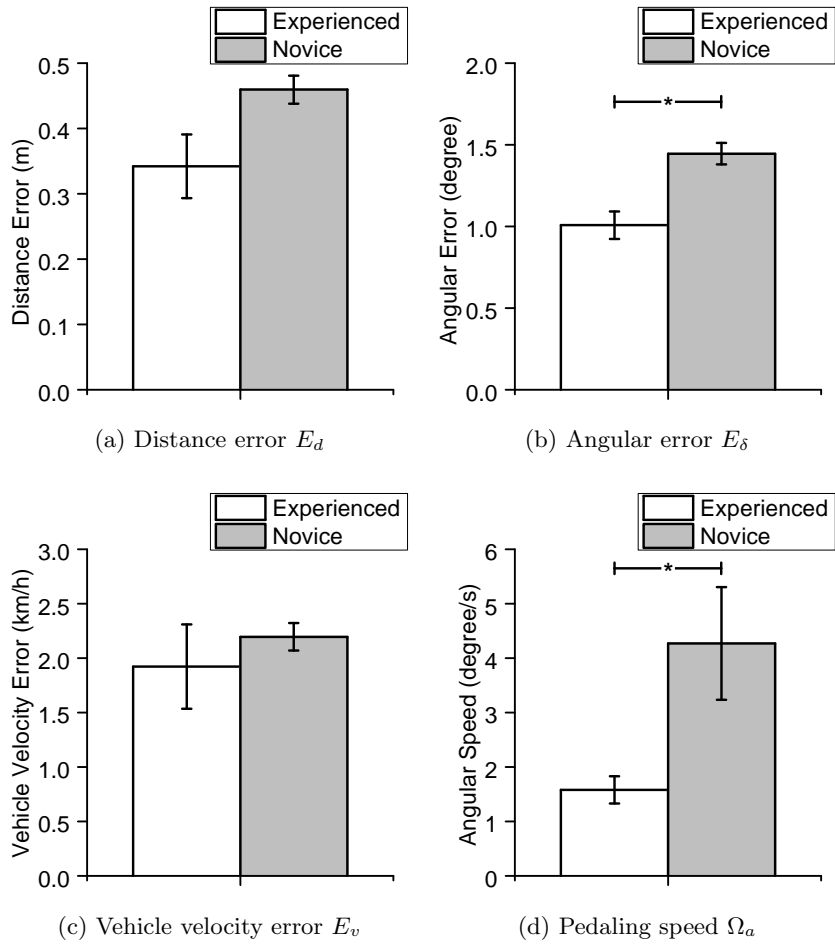 Experienced
Novice
0.5
0.4
0.3
0.2
0.1
0.0
Distance Error (m)
(a) Distance error E_d
Experienced
Novice
2.0
1.5
1.0
0.5
0.0
Angular Error (degree)
*
(b) Angular error E_δ
Experienced
Novice
3.0
2.5
2.0
1.5
1.0
0.5
0.0
Vehicle Velocity Error (km/h)
(c) Vehicle velocity error E_v
Experienced
Novice
6
5
4
3
2
1
0
Angular Speed (degree/s)
*
(d) Pedaling speed Ω_a